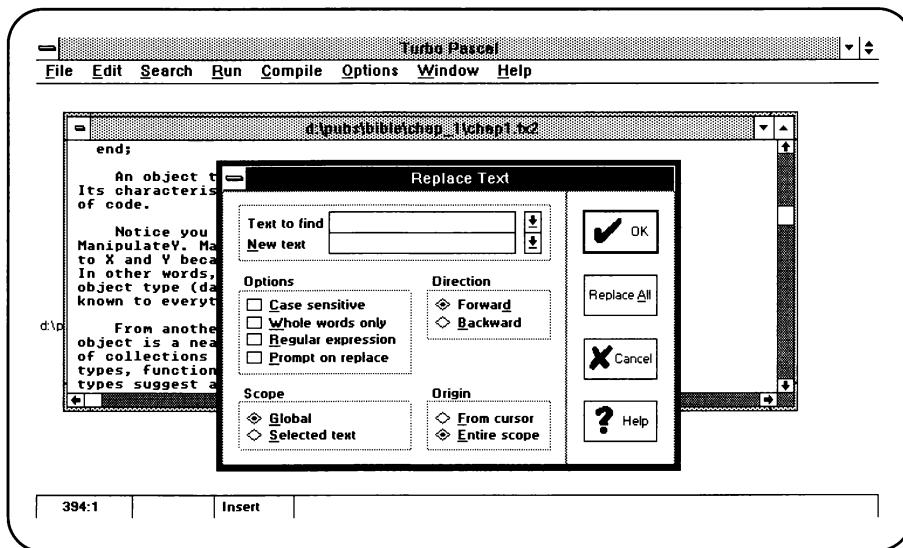 Turbo Pascal
File Edit Search Run Compile Options Window Help
d:\pubs\bible\chap_1\chap1.tx2
end;
An object t
Its characteris
of code.
Notice you
ManipulateY. Ma
to X and Y beca
In other words,
object type (da
known to everyt
d:\p
From anothe
object is a nea
of collections
types, function
types suggest a
Replace Text
Text to find
New text
Options
Case sensitive
Whole words only
Regular expression
Prompt on replace
Direction
Forward
Backward
Scope
Global
Selected text
Origin
From cursor
Entire scope
OK
Replace All
Cancel
? Help
394:1 Insert